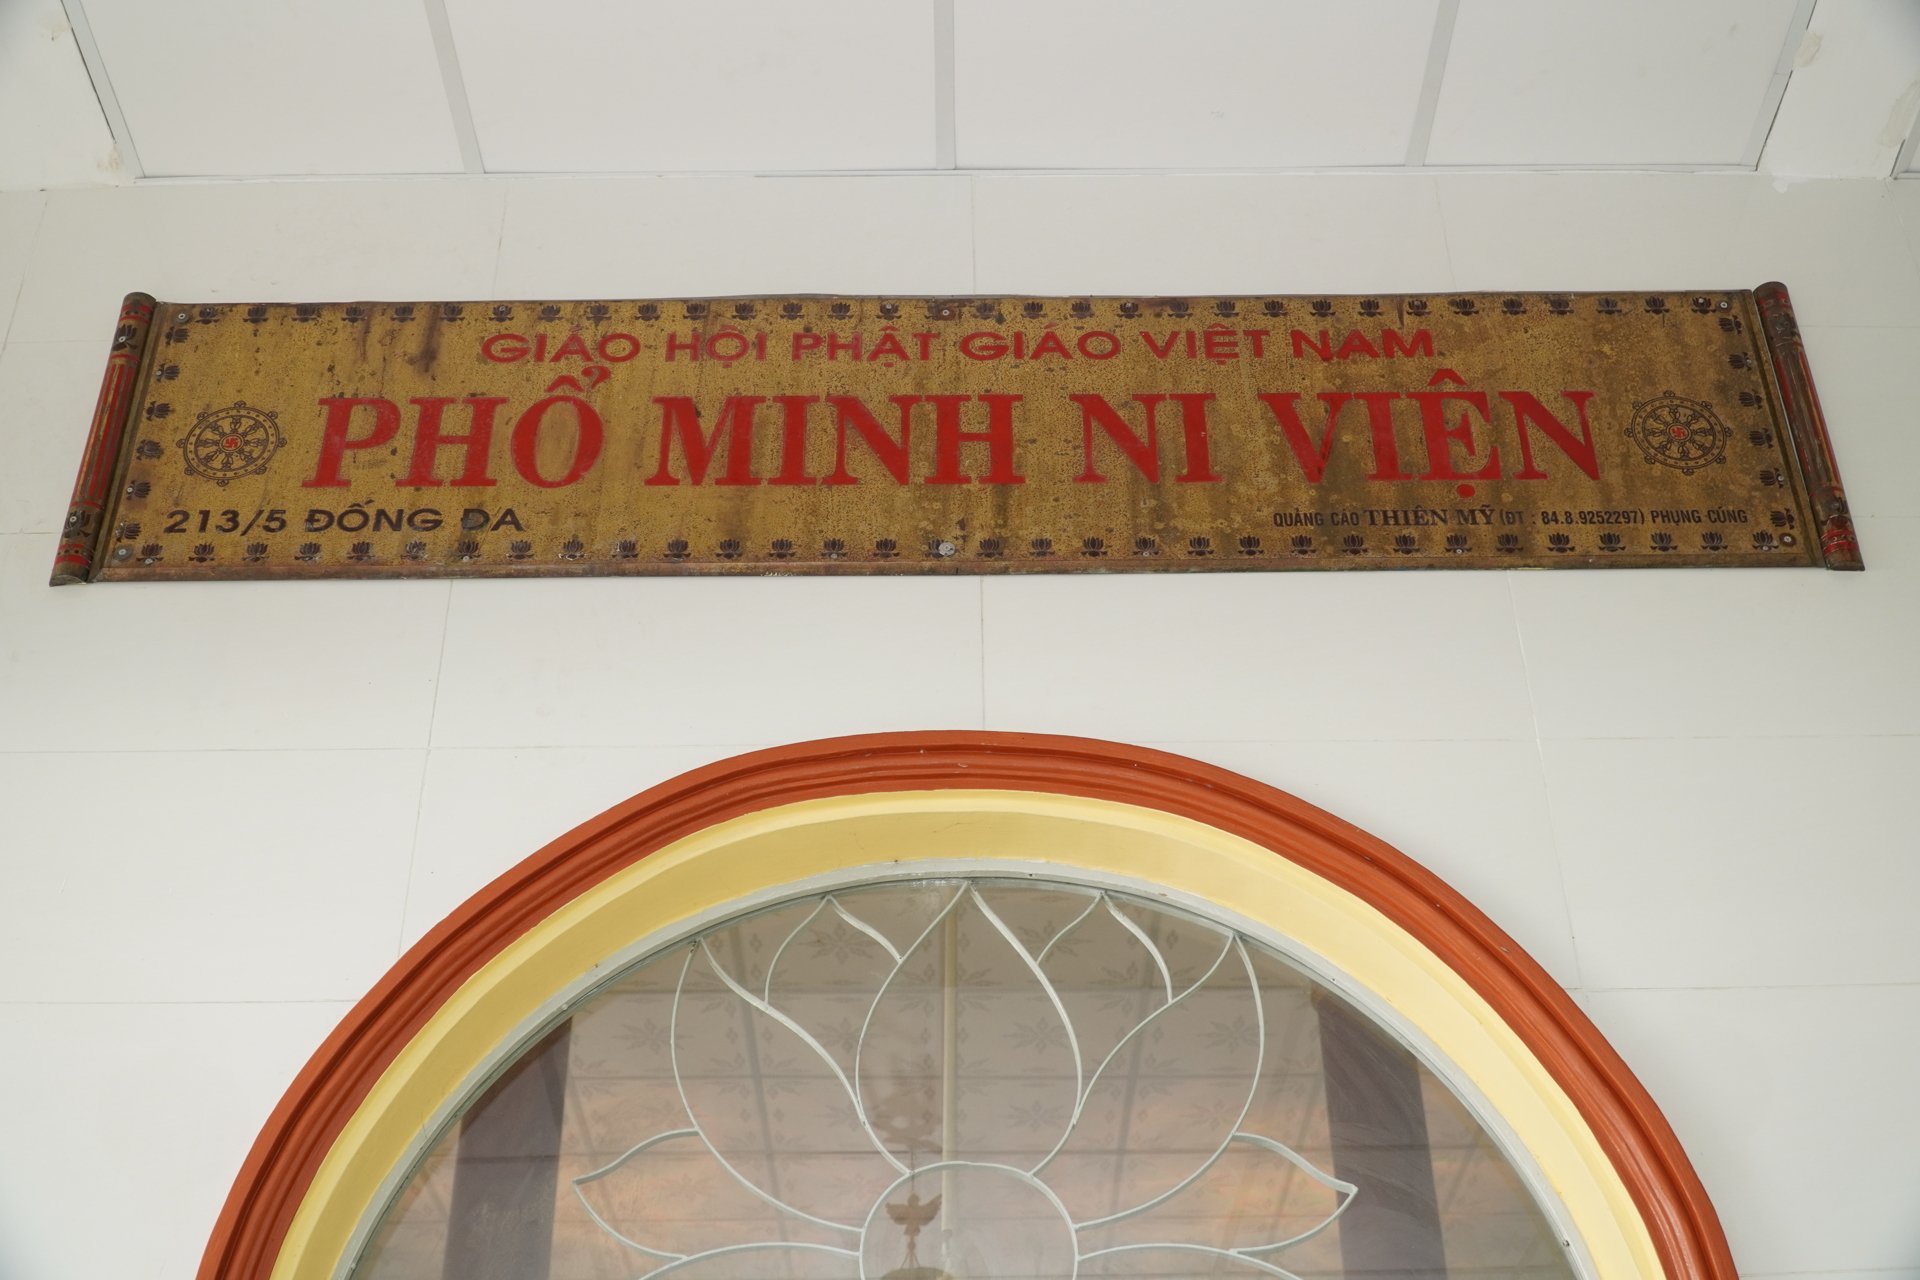 GIÁO HỘI PHẬT GIÁO VIỆT NAM
PHỔ MINH NI VIỆN
213/5 ĐỐNG ĐA
QUẢNG CÁO THIÊN MỸ (ĐT : 84.8.9252297) PHỤNG CÚNG